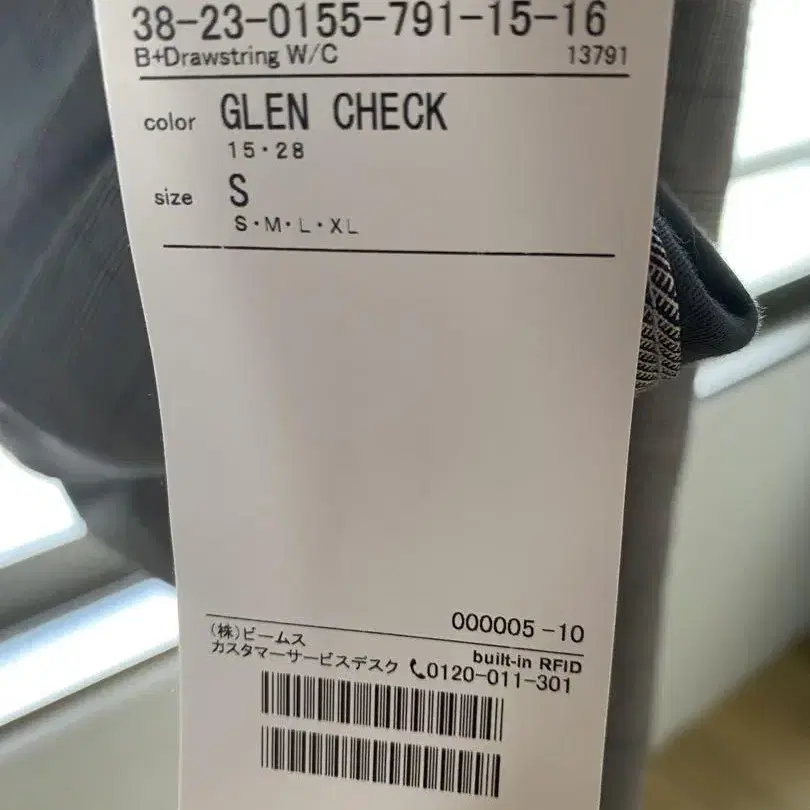 38-23-0155-791-15-16
B+Drawstring W/C 13791
color GLEN CHECK
15・28
size S
S・M・L・XL
000005-10
(株)ビームス built-in RFID
カスタマーサービスデスク 0120-011-301